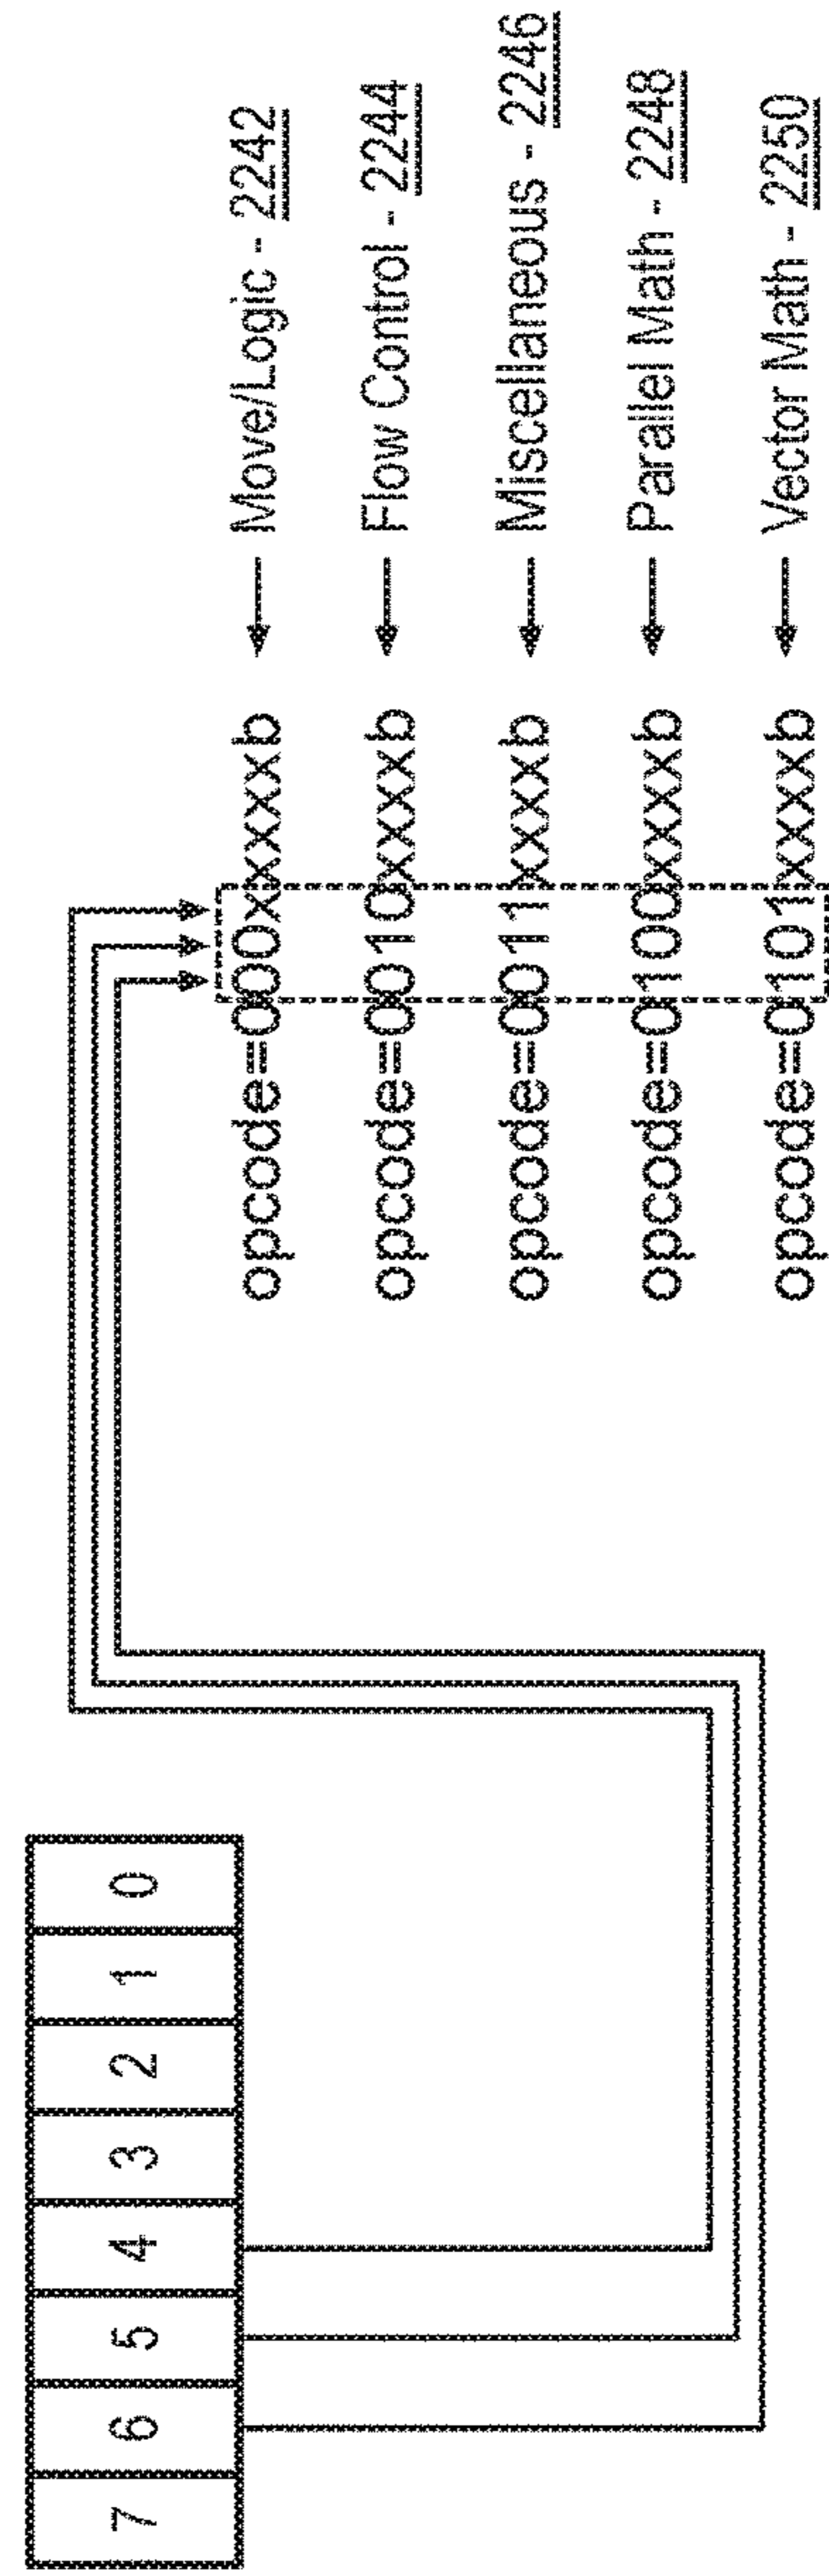 7 6 5 4 3 2 1 0
opcode=000xxxxxb ← Move/Logic - 2242
opcode=0010xxxxb ← Flow Control - 2244
opcode=0011xxxxb ← Miscellaneous - 2246
opcode=0100xxxxb ← Parallel Math - 2248
opcode=0101xxxxb ← Vector Math - 2250